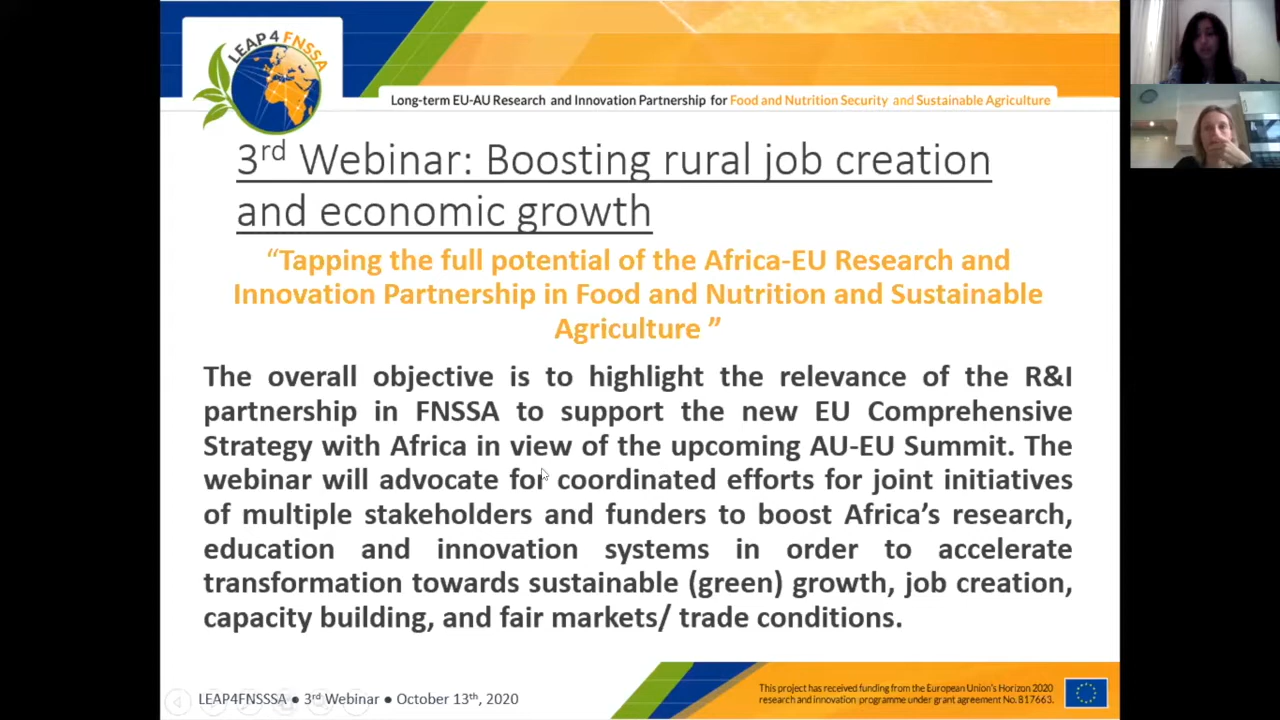 LEAP 4 FNSSA
Long-term EU-AU Research and Innovation Partnership for Food and Nutrition Security and Sustainable Agriculture
3rd Webinar: Boosting rural job creation
and economic growth
“Tapping the full potential of the Africa-EU Research and
Innovation Partnership in Food and Nutrition and Sustainable
Agriculture ”
The overall objective is to highlight the relevance of the R&I
partnership in FNSSA to support the new EU Comprehensive
Strategy with Africa in view of the upcoming AU-EU Summit. The
webinar will advocate for coordinated efforts for joint initiatives
of multiple stakeholders and funders to boost Africa’s research,
education and innovation systems in order to accelerate
transformation towards sustainable (green) growth, job creation,
capacity building, and fair markets/ trade conditions.
LEAP4FNSSSA ● 3rd Webinar ● October 13th, 2020
This project has received funding from the European Union’s Horizon 2020
research and innovation programme under grant agreement No.817663.